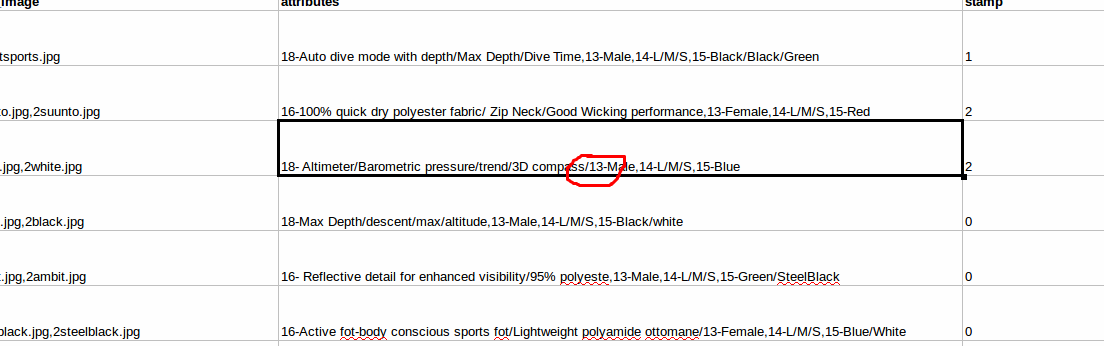 _image attributes stamp
tsports.jpg 18-Auto dive mode with depth/Max Depth/Dive Time,13-Male,14-L/M/S,15-Black/Black/Green 1
to.jpg,2suunto.jpg 16-100% quick dry polyester fabric/ Zip Neck/Good Wicking performance,13-Female,14-L/M/S,15-Red 2
.jpg,2white.jpg 18- Altimeter/Barometric pressure/trend/3D compass/13-Male,14-L/M/S,15-Blue 2
.jpg,2black.jpg 18-Max Depth/descent/max/altitude,13-Male,14-L/M/S,15-Black/white 0
t.jpg,2ambit.jpg 16- Reflective detail for enhanced visibility/95% polyeste,13-Male,14-L/M/S,15-Green/SteelBlack 0
black.jpg,2steelblack.jpg 16-Active fot-body conscious sports fot/Lightweight polyamide ottomane/13-Female,14-L/M/S,15-Blue/White 0